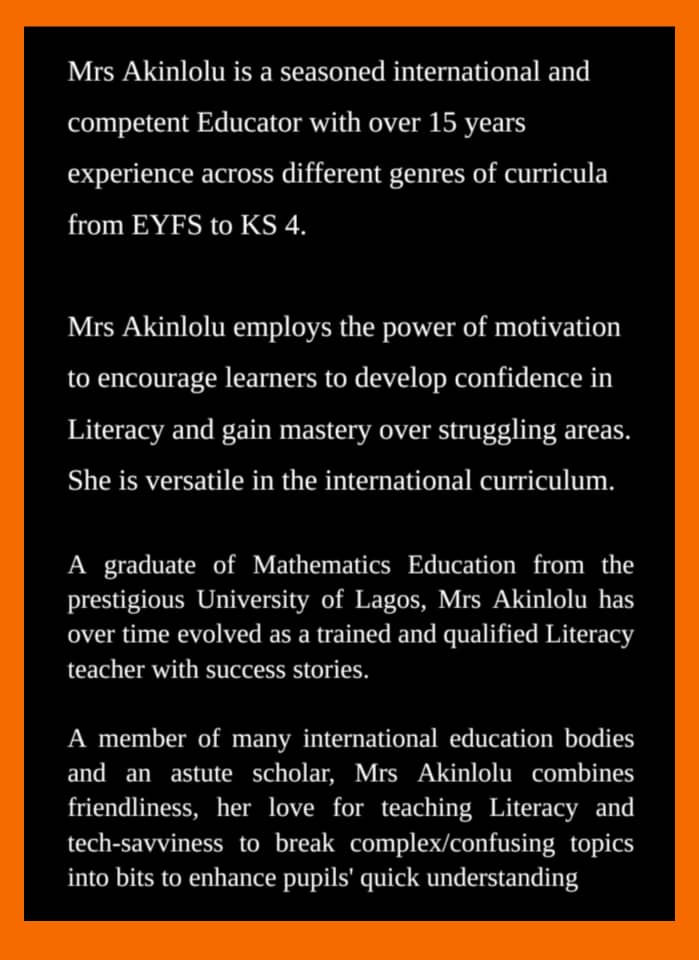 Mrs Akinlolu is a seasoned international and
competent Educator with over 15 years
experience across different genres of curricula
from EYFS to KS 4.
Mrs Akinlolu employs the power of motivation
to encourage learners to develop confidence in
Literacy and gain mastery over struggling areas.
She is versatile in the international curriculum.
A graduate of Mathematics Education from the
prestigious University of Lagos, Mrs Akinlolu has
over time evolved as a trained and qualified Literacy
teacher with success stories.
A member of many international education bodies
and an astute scholar, Mrs Akinlolu combines
friendliness, her love for teaching Literacy and
tech-savviness to break complex/confusing topics
into bits to enhance pupils' quick understanding